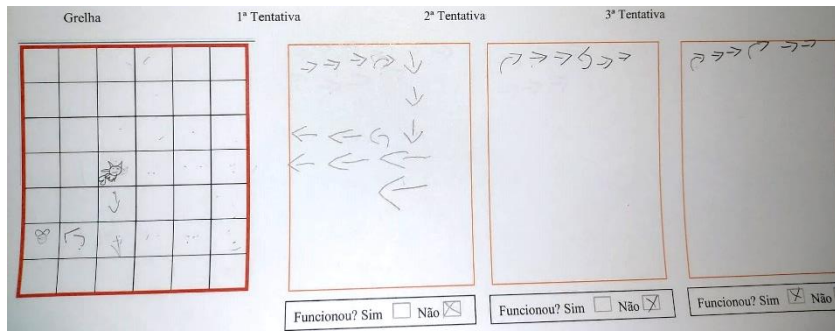 Grelha 1ª Tentativa 2ª Tentativa 3ª Tentativa
Funcionou? Sim Não
Funcionou? Sim Não
Funcionou? Sim Não